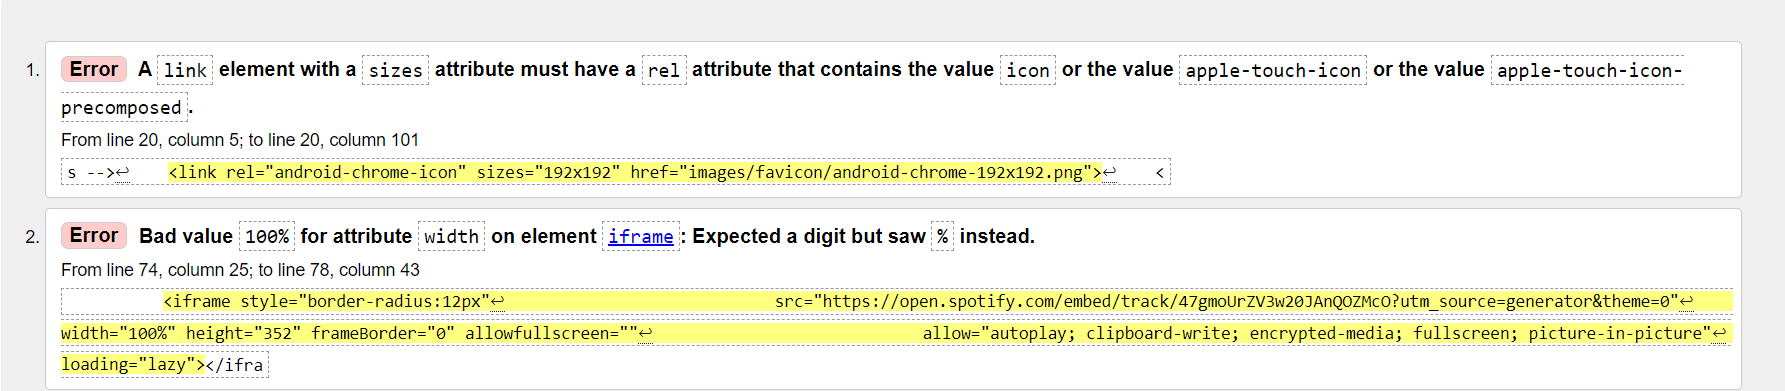 1. Error A link element with a sizes attribute must have a rel attribute that contains the value icon or the value apple-touch-icon or the value apple-touch-icon-
precomposed.
From line 20, column 5; to line 20, column 101
s -->↩    <link rel="android-chrome-icon" sizes="192x192" href="images/favicon/android-chrome-192x192.png">↩    <
2. Error Bad value 100% for attribute width on element iframe: Expected a digit but saw % instead.
From line 74, column 25; to line 78, column 43
<iframe style="border-radius:12px"↩ src="https://open.spotify.com/embed/track/47gmoUrZV3w20JAnQOZMcO?utm_source=generator&theme=0"↩
width="100%" height="352" frameBorder="0" allowfullscreen=""↩ allow="autoplay; clipboard-write; encrypted-media; fullscreen; picture-in-picture"↩
loading="lazy"></ifra